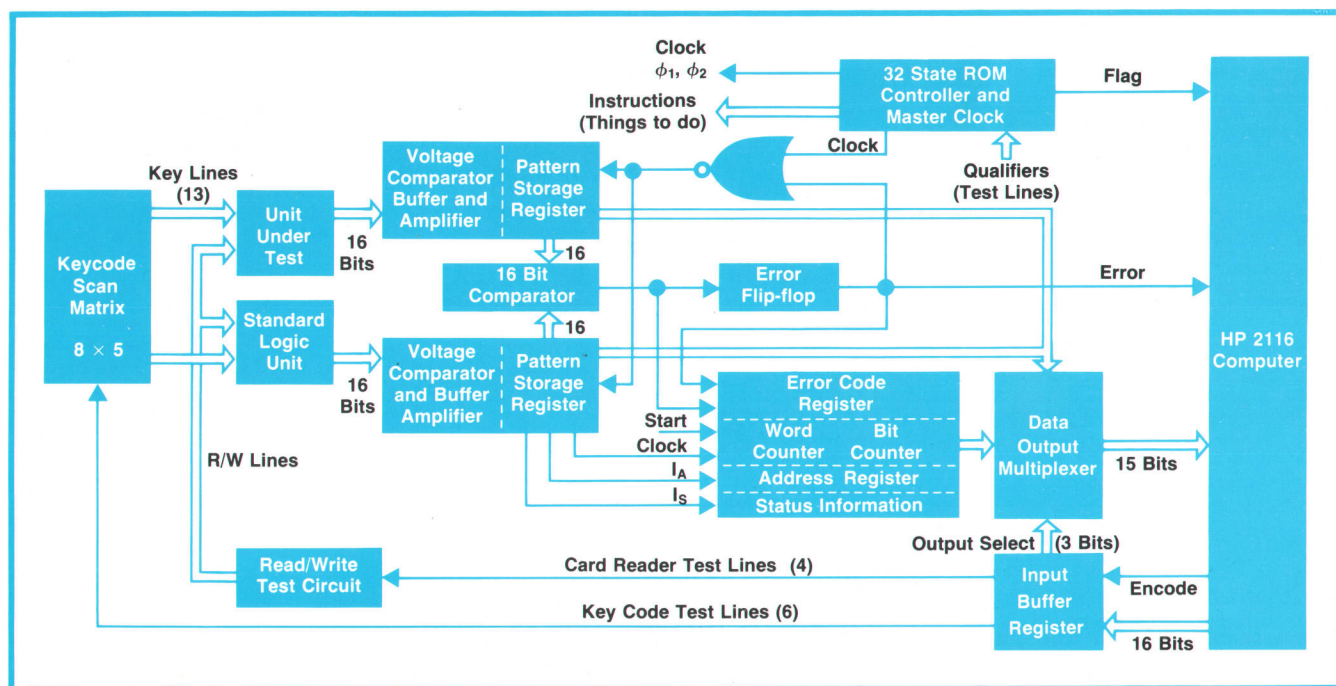 Clock
ϕ1, ϕ2
Instructions
(Things to do)
32 State ROM
Controller and
Master Clock
Flag
Clock
Qualifiers
(Test Lines)
Key Lines
(13)
Keycode
Scan
Matrix
8 × 5
Unit
Under
Test
16
Bits
Voltage
Comparator
Buffer and
Amplifier
Pattern
Storage
Register
16
16 Bit
Comparator
16
Error
Flip-flop
Error
HP 2116
Computer
Standard
Logic
Unit
16
Bits
Voltage
Comparator
and Buffer
Amplifier
Pattern
Storage
Register
Start
Clock
IA
IS
Error Code
Register
Word
Counter
Bit
Counter
Address Register
Status Information
Data
Output
Multiplexer
15 Bits
R/W Lines
Read/Write
Test Circuit
Card Reader Test Lines (4)
Key Code Test Lines (6)
Output Select (3 Bits)
Input
Buffer
Register
Encode
16 Bits